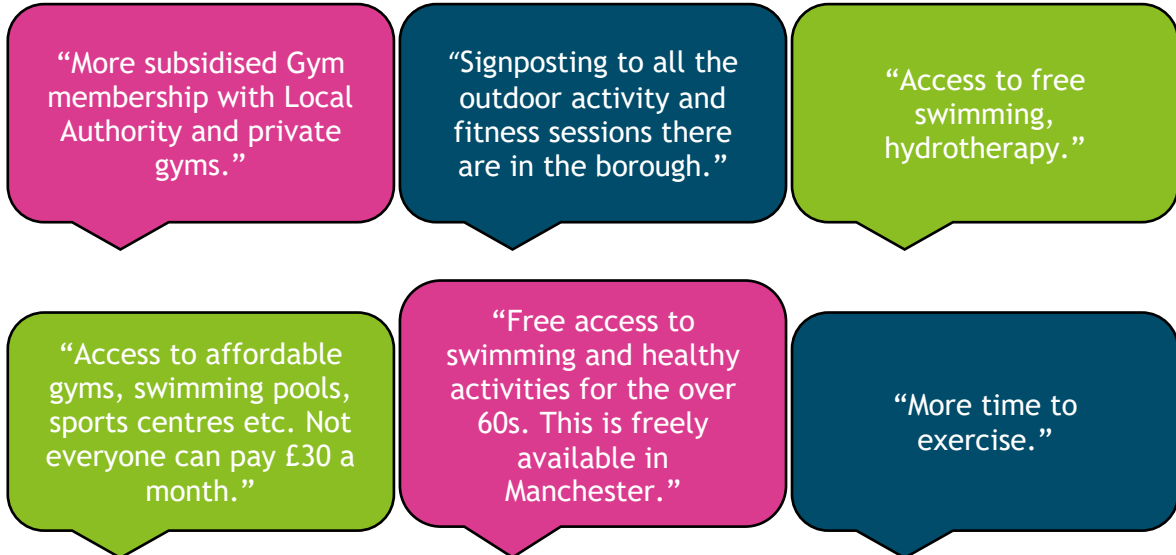 “More subsidised Gym
membership with Local
Authority and private
gyms.”
“Signposting to all the
outdoor activity and
fitness sessions there
are in the borough.”
“Access to free
swimming,
hydrotherapy.”
“Access to affordable
gyms, swimming pools,
sports centres etc. Not
everyone can pay £30 a
month.”
“Free access to
swimming and healthy
activities for the over
60s. This is freely
available in
Manchester.”
“More time to
exercise.”